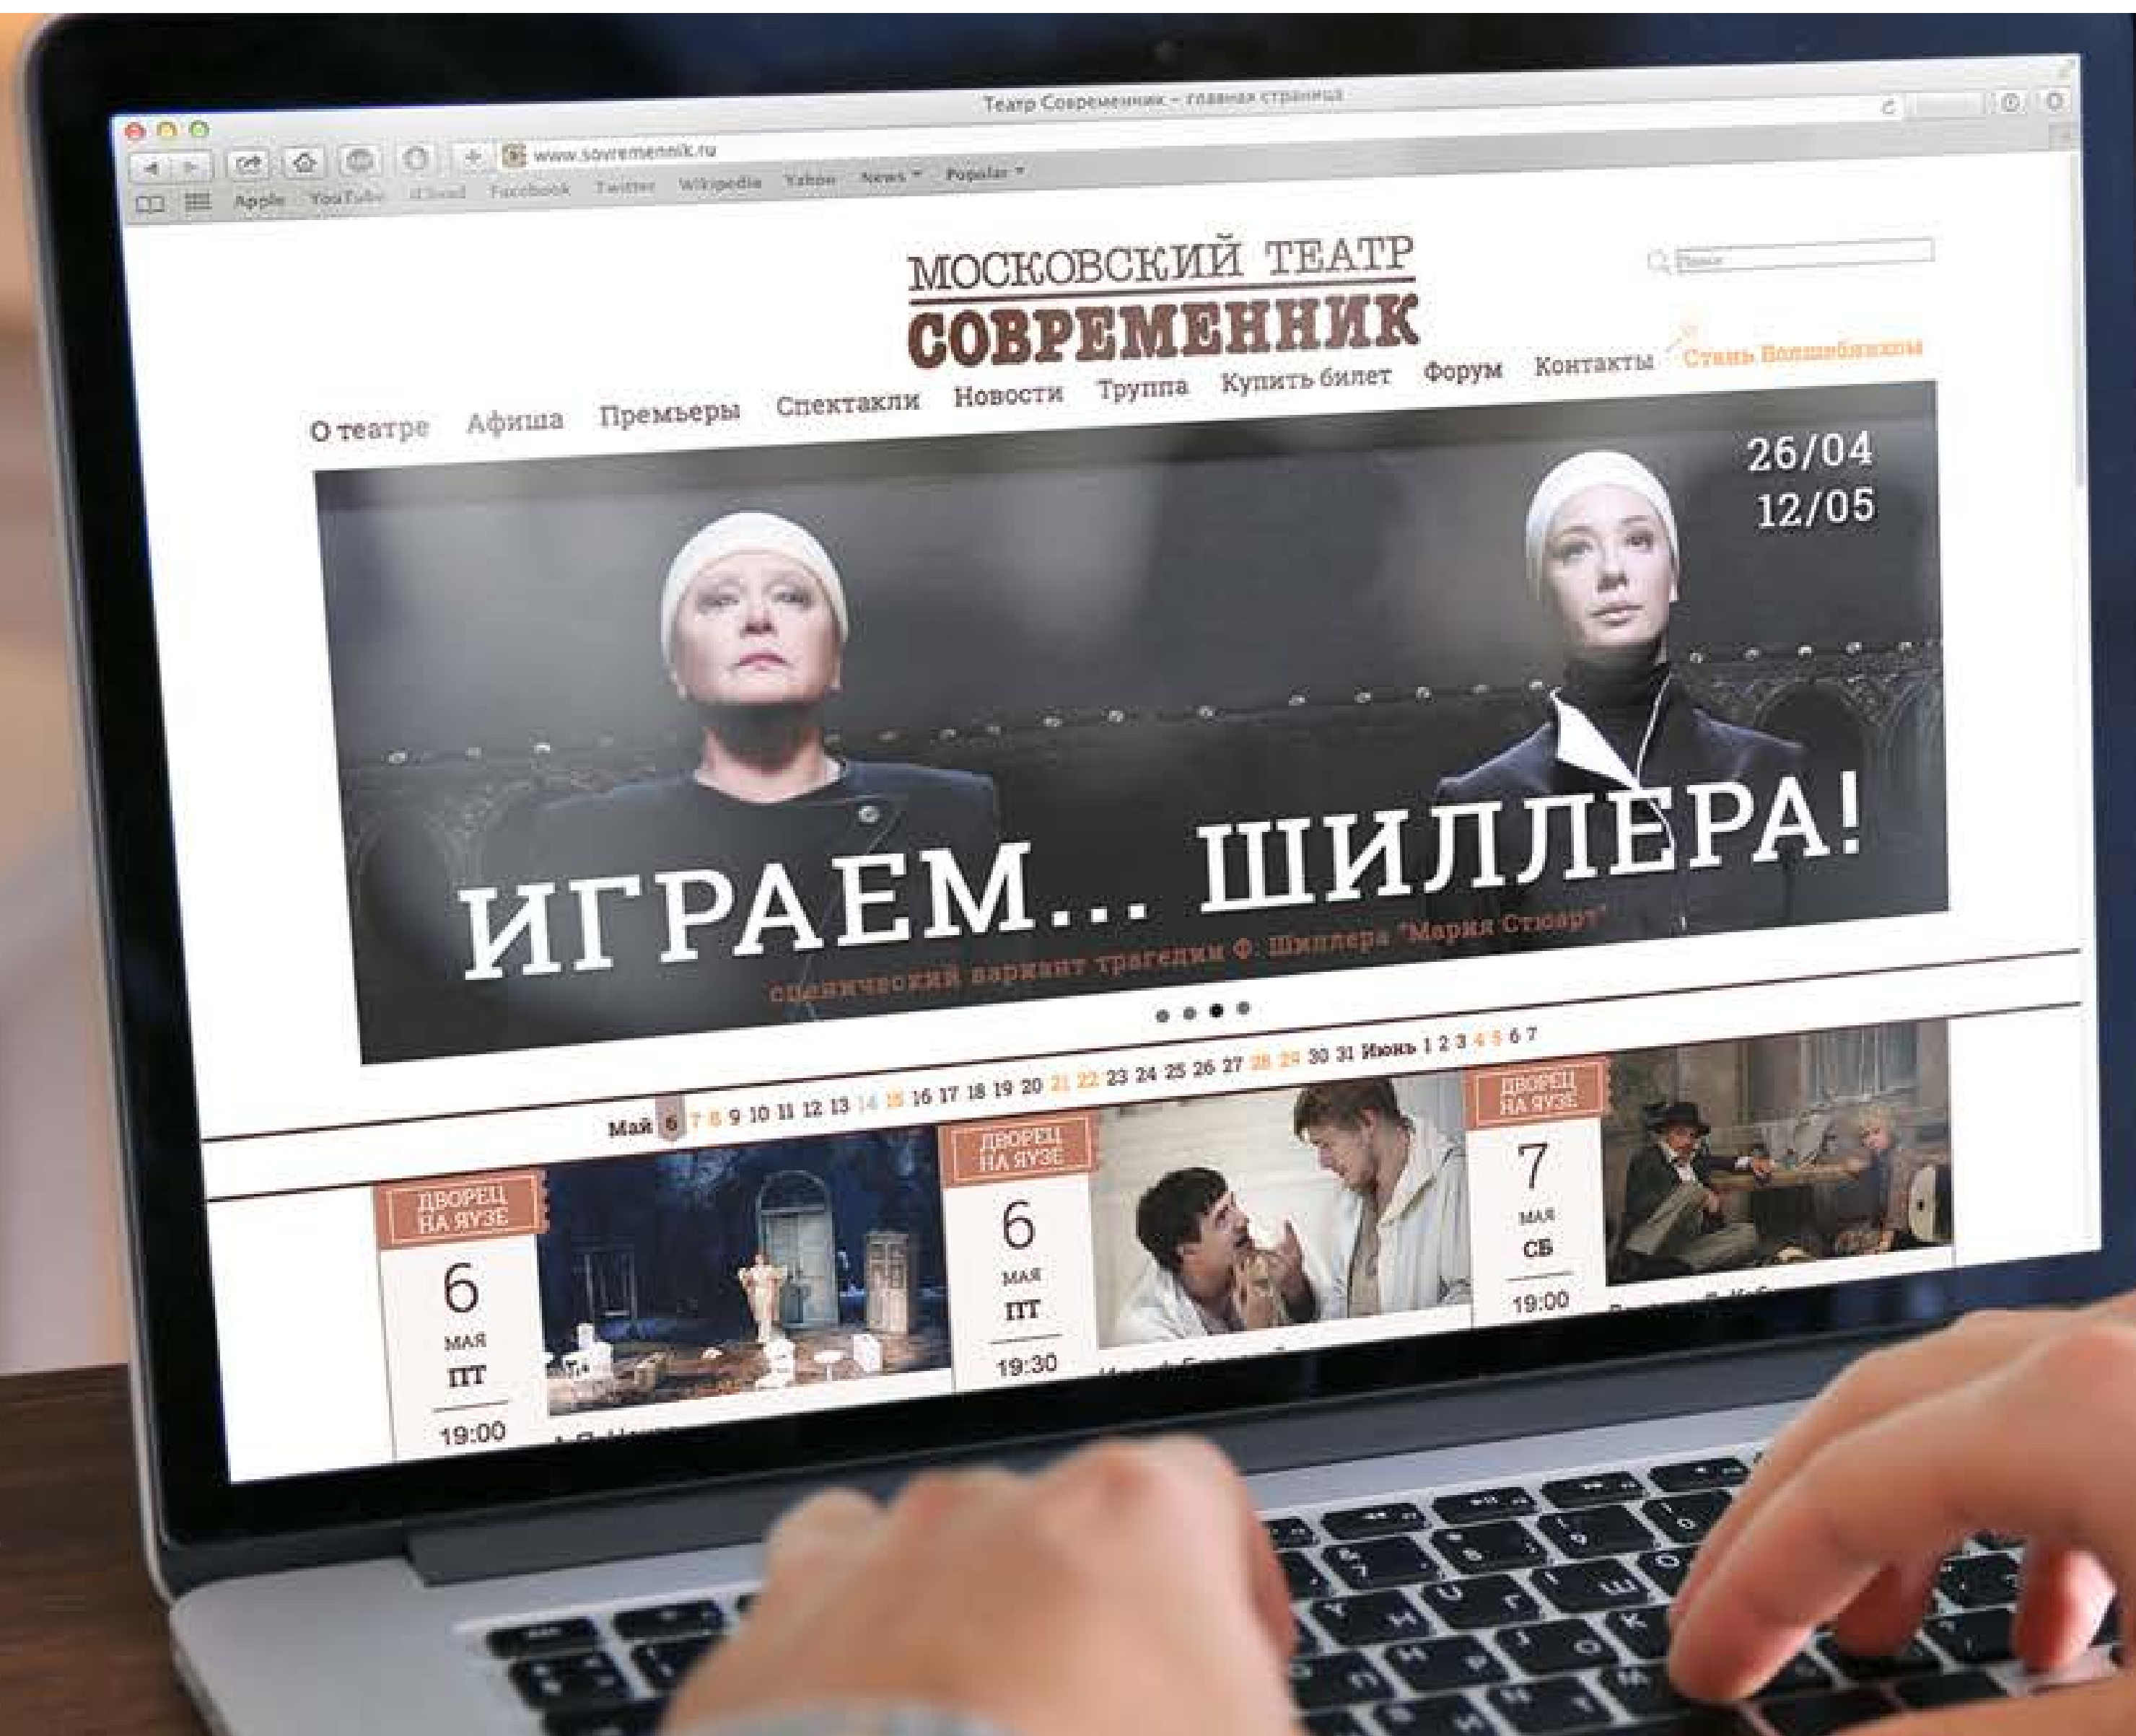 Театр Современник – главная страница
www.sovremennik.ru
Apple YouTube iCloud Facebook Twitter Wikipedia Yahoo News Popular
МОСКОВСКИЙ ТЕАТР
СОВРЕМЕННИК
Поиск
О театре Афиша Премьеры Спектакли Новости Труппа Купить билет Форум Контакты Стань Волшебником
26/04
12/05
ИГРАЕМ... ШИЛЛЕРА!
сценический вариант трагедии Ф. Шиллера "Мария Стюарт"
Май 6 7 8 9 10 11 12 13 14 15 16 17 18 19 20 21 22 23 24 25 26 27 28 29 30 31 Июнь 1 2 3 4 5 6 7
ДВОРЕЦ
НА ЯУЗЕ
6
МАЯ
ПТ
19:00
ДВОРЕЦ
НА ЯУЗЕ
6
МАЯ
ПТ
19:30
ДВОРЕЦ
НА ЯУЗЕ
7
МАЯ
СБ
19:00